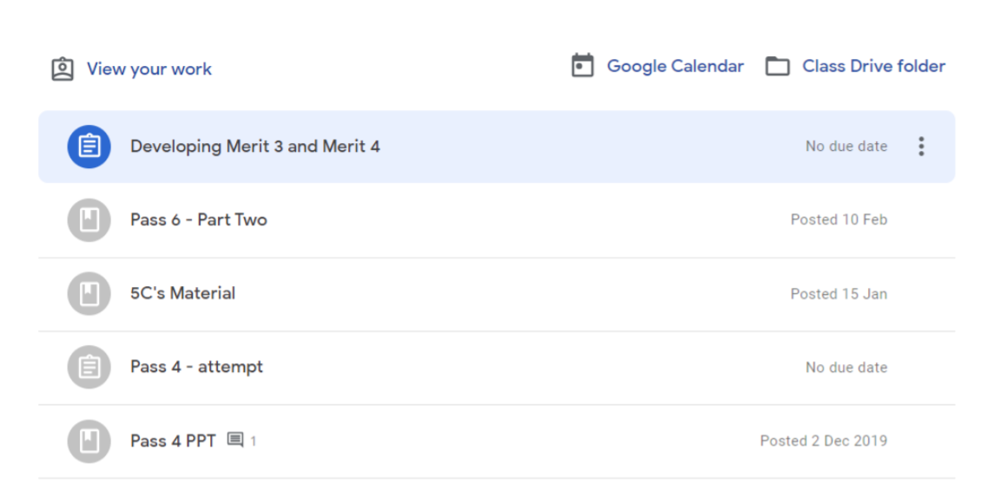 View your work
Google Calendar
Class Drive folder
Developing Merit 3 and Merit 4
No due date
Pass 6 - Part Two
Posted 10 Feb
5C's Material
Posted 15 Jan
Pass 4 - attempt
No due date
Pass 4 PPT 1
Posted 2 Dec 2019